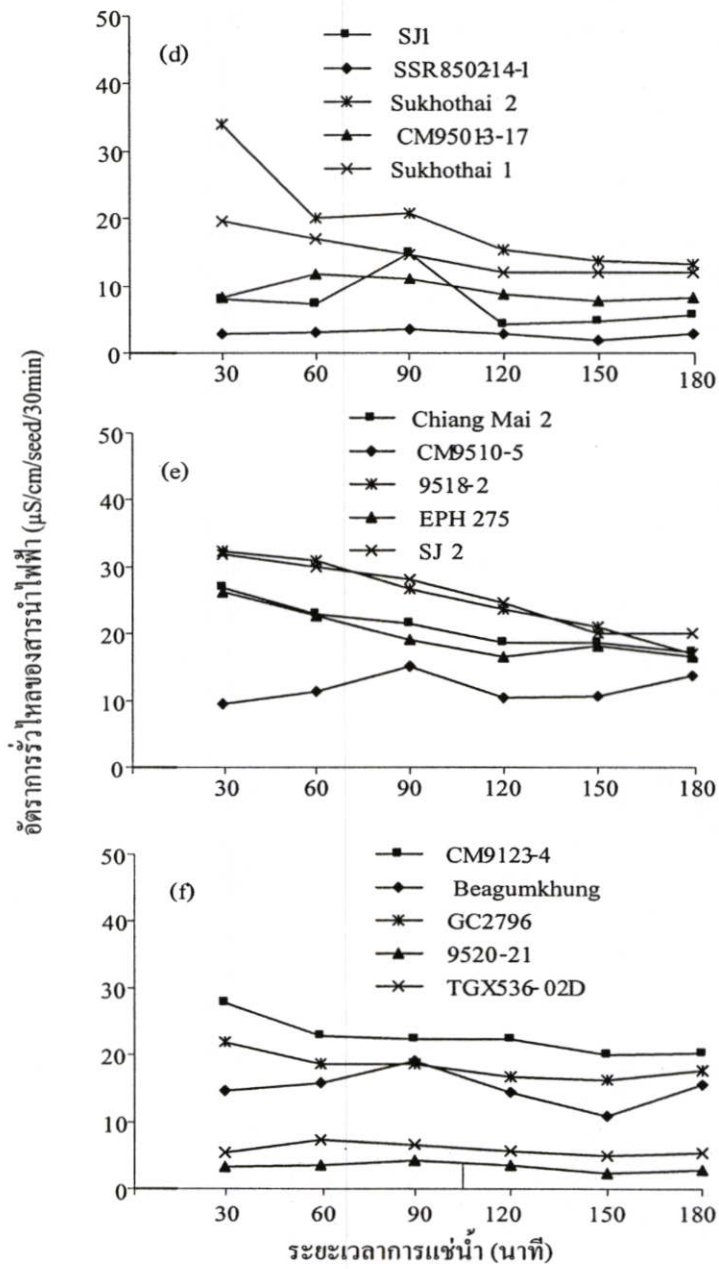 อัตราการรั่วไหลของสารนำไฟฟ้า (µS/cm/seed/30min)
(d)
SJ1
SSR8502-14-1
Sukhothai 2
CM95013-17
Sukhothai 1
50
40
30
20
10
0
30 60 90 120 150 180
(e)
Chiang Mai 2
CM9510-5
9518-2
EPH 275
SJ 2
50
40
30
20
10
0
30 60 90 120 150 180
(f)
CM9123-4
Beagumkhung
GC2796
9520-21
TGX536-02D
50
40
30
20
10
0
30 60 90 120 150 180
ระยะเวลาการแช่น้ำ (นาที)